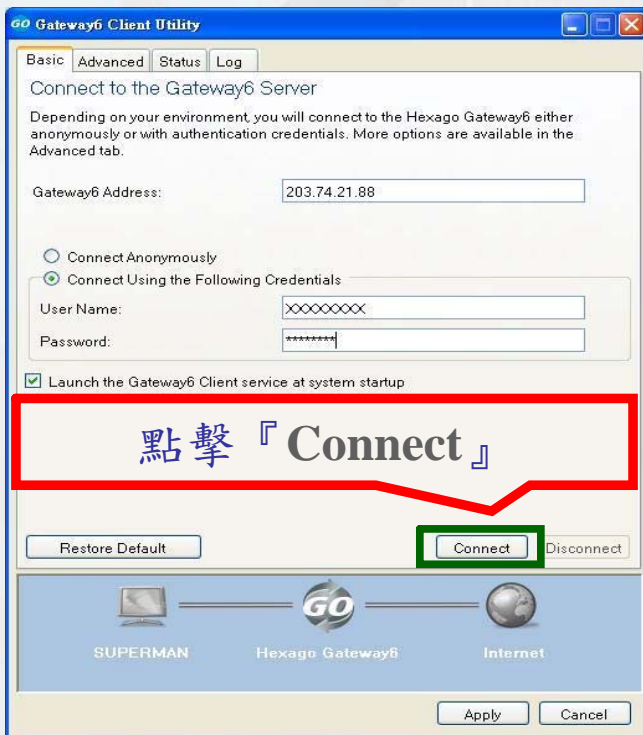 GO Gateway6 Client Utility
Basic Advanced Status Log
Connect to the Gateway6 Server
Depending on your environment, you will connect to the Hexago Gateway6 either
anonymously or with authentication credentials. More options are available in the
Advanced tab.
Gateway6 Address: 203.74.21.88
Connect Anonymously
Connect Using the Following Credentials
User Name: XXXXXXXXX
Password: ********
Launch the Gateway6 Client service at system startup
點擊『Connect』
Restore Default Connect Disconnect
GO
SUPERMAN Hexago Gateway6 Internet
Apply Cancel